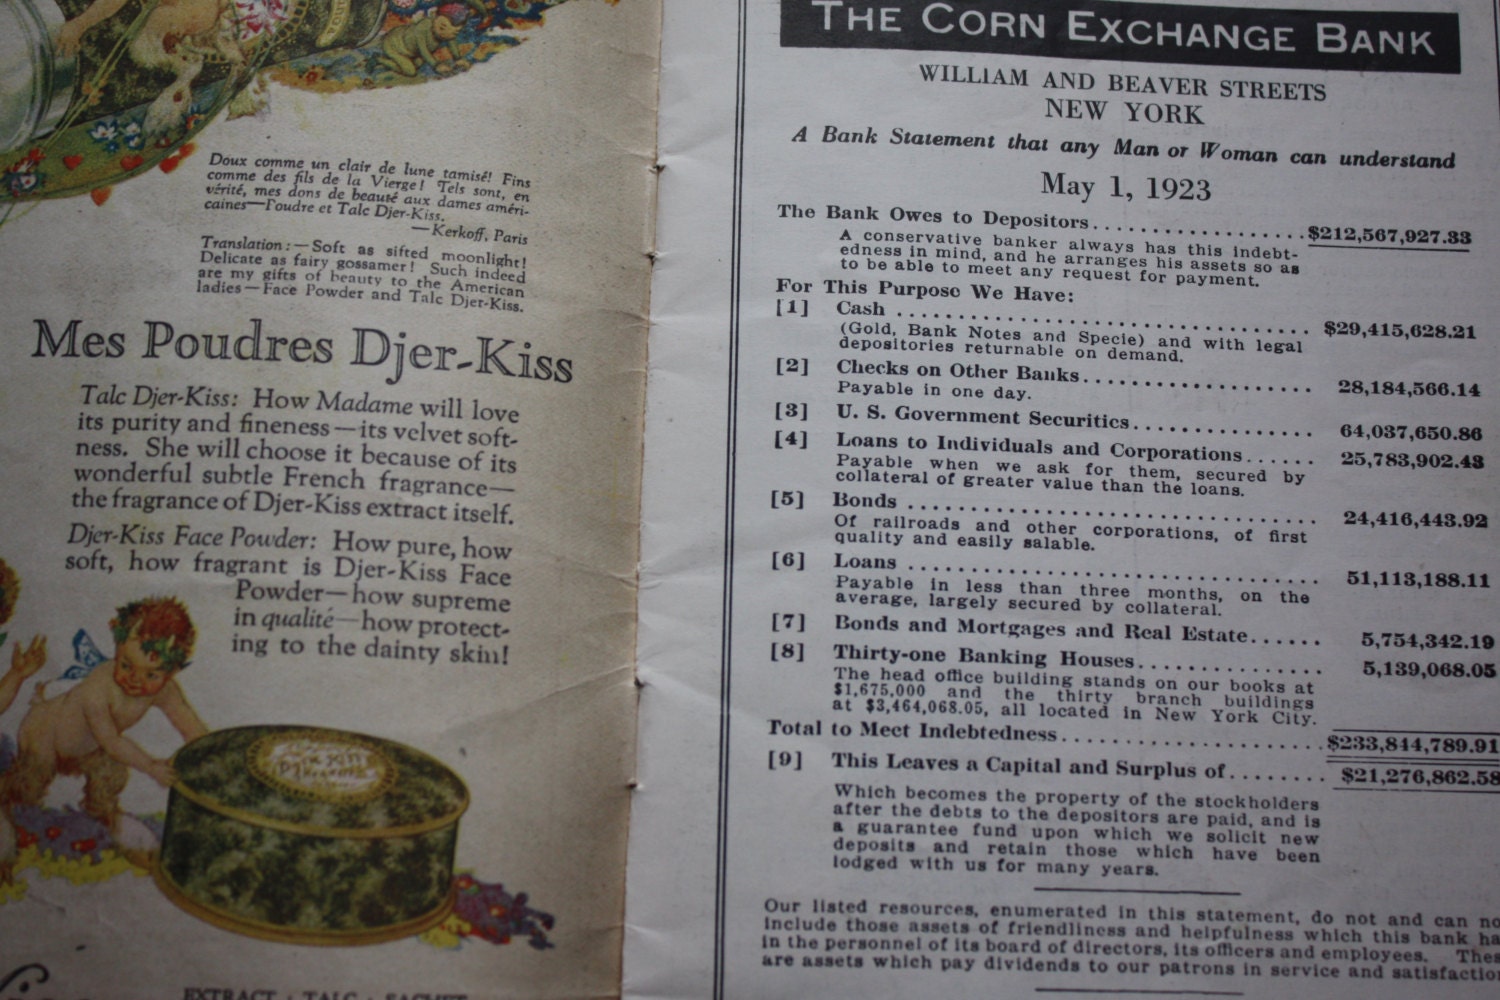 Doux comme un clair de lune tamisé! Fins
comme des fils de la Vierge! Tels sont, en
vérité, mes dons de beauté aux dames améri-
caines—Poudre et Talc Djer-Kiss.
—Kerkoff, Paris
Translation:—Soft as sifted moonlight!
Delicate as fairy gossamer! Such indeed
are my gifts of beauty to the American
ladies—Face Powder and Talc Djer-Kiss.
Mes Poudres Djer-Kiss
Talc Djer-Kiss: How Madame will love
its purity and fineness—its velvet soft-
ness. She will choose it because of its
wonderful subtle French fragrance—
the fragrance of Djer-Kiss extract itself.
Djer-Kiss Face Powder: How pure, how
soft, how fragrant is Djer-Kiss Face
Powder—how supreme
in qualité—how protect-
ing to the dainty skin!
EXTRACT · TALC · SACHET
THE CORN EXCHANGE BANK
WILLIAM AND BEAVER STREETS
NEW YORK
A Bank Statement that any Man or Woman can understand
May 1, 1923
The Bank Owes to Depositors..................$212,567,927.33
A conservative banker always has this indebt-
edness in mind, and he arranges his assets so as
to be able to meet any request for payment.
For This Purpose We Have:
[1] Cash .................................. $29,415,628.21
(Gold, Bank Notes and Specie) and with legal
depositories returnable on demand.
[2] Checks on Other Banks................... 28,184,566.14
Payable in one day.
[3] U. S. Government Securities............... 64,037,650.86
[4] Loans to Individuals and Corporations...... 25,783,902.43
Payable when we ask for them, secured by
collateral of greater value than the loans.
[5] Bonds .................................. 24,416,443.92
Of railroads and other corporations, of first
quality and easily salable.
[6] Loans .................................. 51,113,188.11
Payable in less than three months, on the
average, largely secured by collateral.
[7] Bonds and Mortgages and Real Estate...... 5,754,342.19
[8] Thirty-one Banking Houses............... 5,139,068.05
The head office building stands on our books at
$1,675,000 and the thirty branch buildings
at $3,464,068.05, all located in New York City.
Total to Meet Indebtedness......................$233,844,789.91
[9] This Leaves a Capital and Surplus of........ $21,276,862.58
Which becomes the property of the stockholders
after the debts to the depositors are paid, and is
a guarantee fund upon which we solicit new
deposits and retain those which have been
lodged with us for many years.
Our listed resources, enumerated in this statement, do not and can no
include those assets of friendliness and helpfulness which this bank ha
in the personnel of its board of directors, its officers and employees. Thes
are assets which pay dividends to our patrons in service and satisfactio